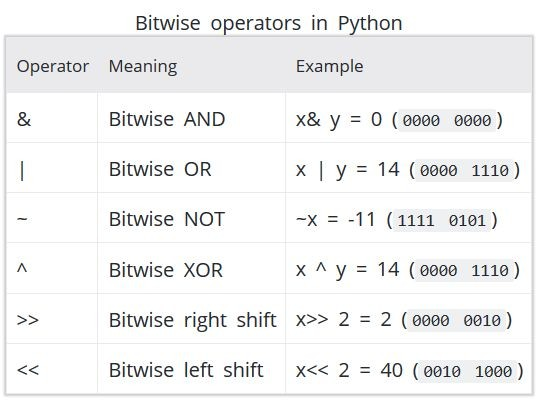 Bitwise operators in Python
Operator Meaning Example
& Bitwise AND x& y = 0 (0000 0000)
| Bitwise OR x | y = 14 (0000 1110)
~ Bitwise NOT ~x = -11 (1111 0101)
^ Bitwise XOR x ^ y = 14 (0000 1110)
>> Bitwise right shift x>> 2 = 2 (0000 0010)
<< Bitwise left shift x<< 2 = 40 (0010 1000)